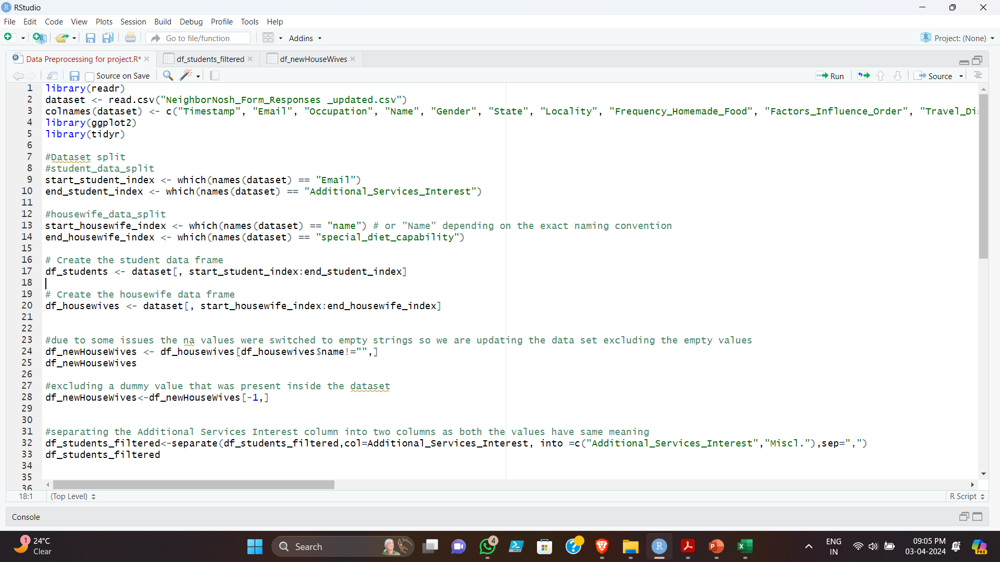 RStudio
File Edit Code View Plots Session Build Debug Profile Tools Help
Go to file/function Addins Project: (None)
Data Preprocessing for project.R* df_students_filtered df_newHouseWives
Source on Save Run Source
1 library(readr)
2 dataset <- read.csv("NeighborNosh_Form_Responses _updated.csv")
3 colnames(dataset) <- c("Timestamp", "Email", "Occupation", "Name", "Gender", "State", "Locality", "Frequency_Homemade_Food", "Factors_Influence_Order", "Travel_Di
4 library(ggplot2)
5 library(tidyr)
6
7 #Dataset split
8 #student_data_split
9 start_student_index <- which(names(dataset) == "Email")
10 end_student_index <- which(names(dataset) == "Additional_Services_Interest")
11
12 #housewife_data_split
13 start_housewife_index <- which(names(dataset) == "name") # or "Name" depending on the exact naming convention
14 end_housewife_index <- which(names(dataset) == "special_diet_capability")
15
16 # Create the student data frame
17 df_students <- dataset[, start_student_index:end_student_index]
18
19 # Create the housewife data frame
20 df_housewives <- dataset[, start_housewife_index:end_housewife_index]
21
22
23 #due to some issues the na values were switched to empty strings so we are updating the data set excluding the empty values
24 df_newHouseWives <- df_housewives[df_housewives$name!="",]
25 df_newHouseWives
26
27 #excluding a dummy value that was present inside the dataset
28 df_newHouseWives<-df_newHouseWives[-1,]
29
30
31 #separating the Additional Services Interest column into two columns as both the values have same meaning
32 df_students_filtered<-separate(df_students_filtered,col=Additional_Services_Interest, into =c("Additional_Services_Interest","Miscl."),sep=",")
33 df_students_filtered
34
35
36
18:1 (Top Level) R Script
Console
1 24°C Clear
Search
4
PRE
ENG IN
09:05 PM
03-04-2024